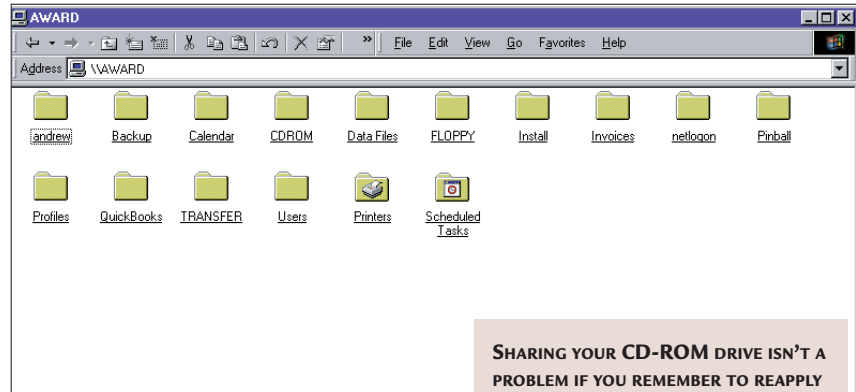 AWARD
» File Edit View Go Favorites Help
Address \\AWARD
andrew Backup Calendar CDROM Data Files FLOPPY Install Invoices netlogon Pinball
Profiles QuickBooks TRANSFER Users Printers Scheduled
Tasks
SHARING YOUR CD-ROM DRIVE ISN'T A
PROBLEM IF YOU REMEMBER TO REAPPLY